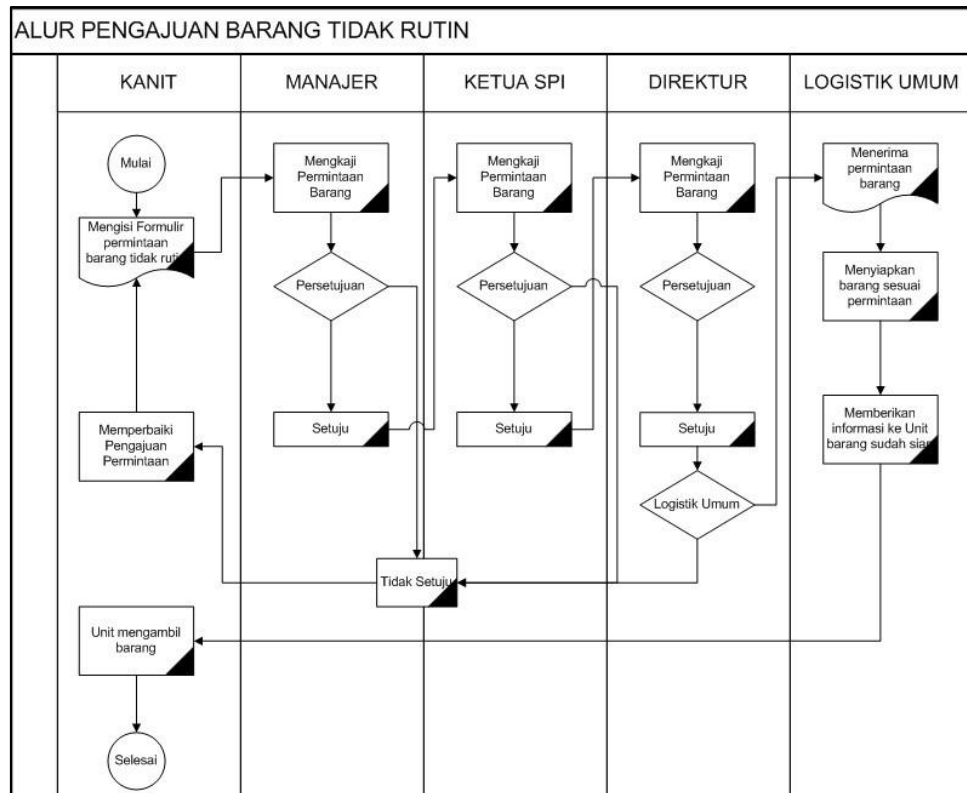 ALUR PENGAJUAN BARANG TIDAK RUTIN
KANIT
MANAJER
KETUA SPI
DIREKTUR
LOGISTIK UMUM
Mulai
Mengisi Formulir
permintaan
barang tidak rutin
Memperbaiki
Pengajuan
Permintaan
Unit mengambil
barang
Selesai
Mengkaji
Permintaan
Barang
Persetujuan
Setuju
Tidak Setuju
Mengkaji
Permintaan
Barang
Persetujuan
Setuju
Mengkaji
Permintaan
Barang
Persetujuan
Setuju
Logistik Umum
Menerima
permintaan
barang
Menyiapkan
barang sesuai
permintaan
Memberikan
informasi ke Unit
barang sudah siap